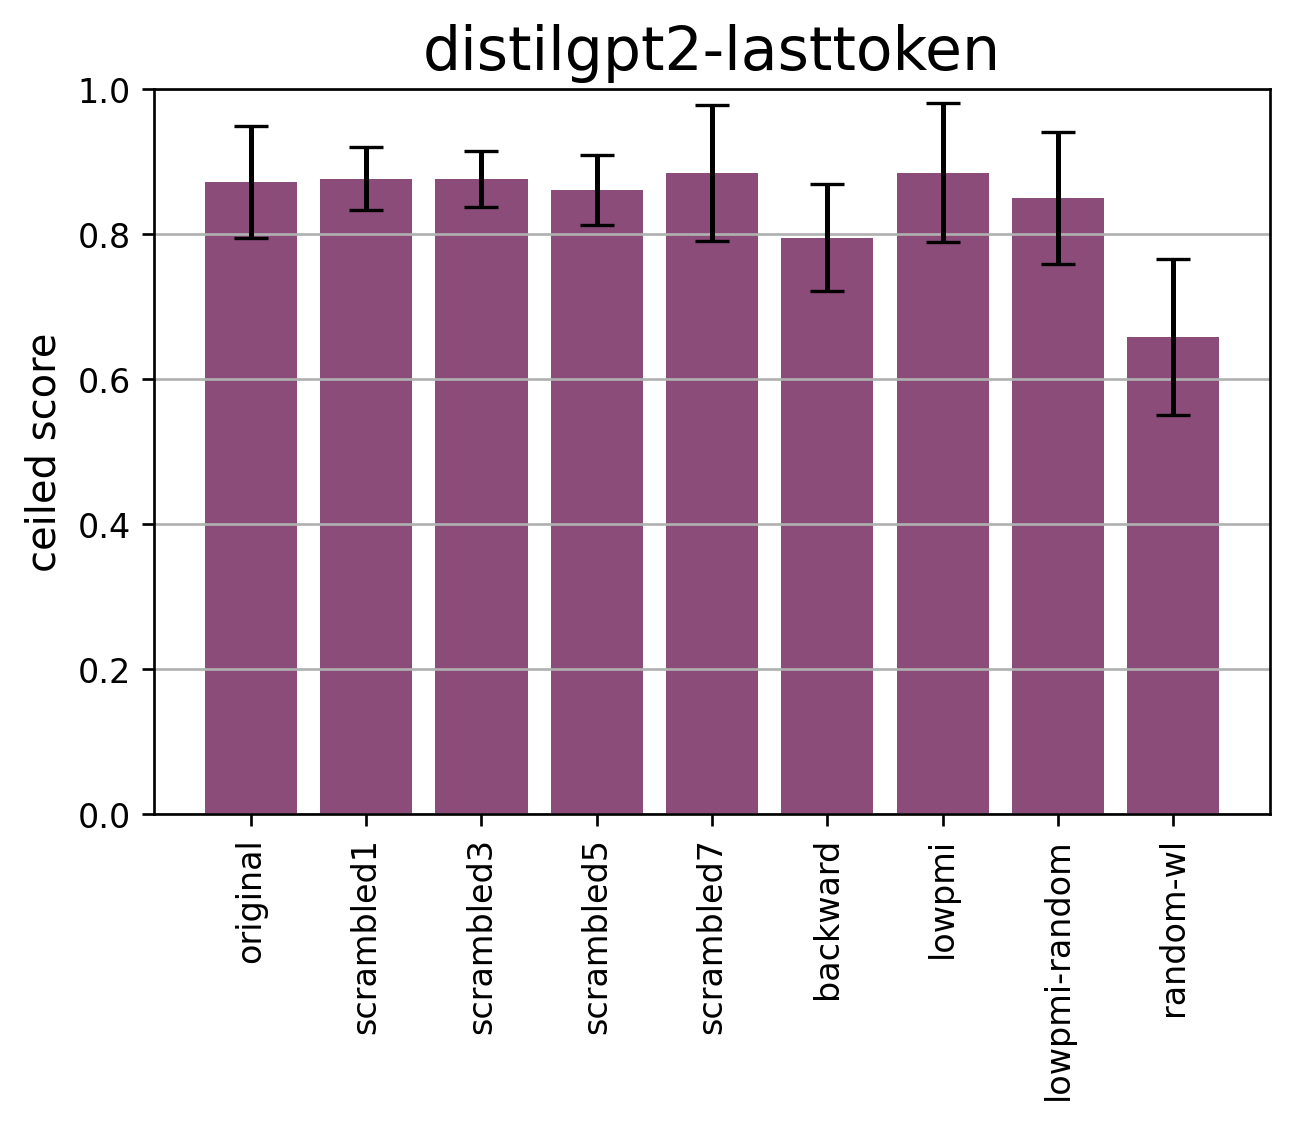 distilgpt2-lasttoken
ceiled score
1.0
0.8
0.6
0.4
0.2
0.0
original
scrambled1
scrambled3
scrambled5
scrambled7
backward
lowpmi
lowpmi-random
random-wl